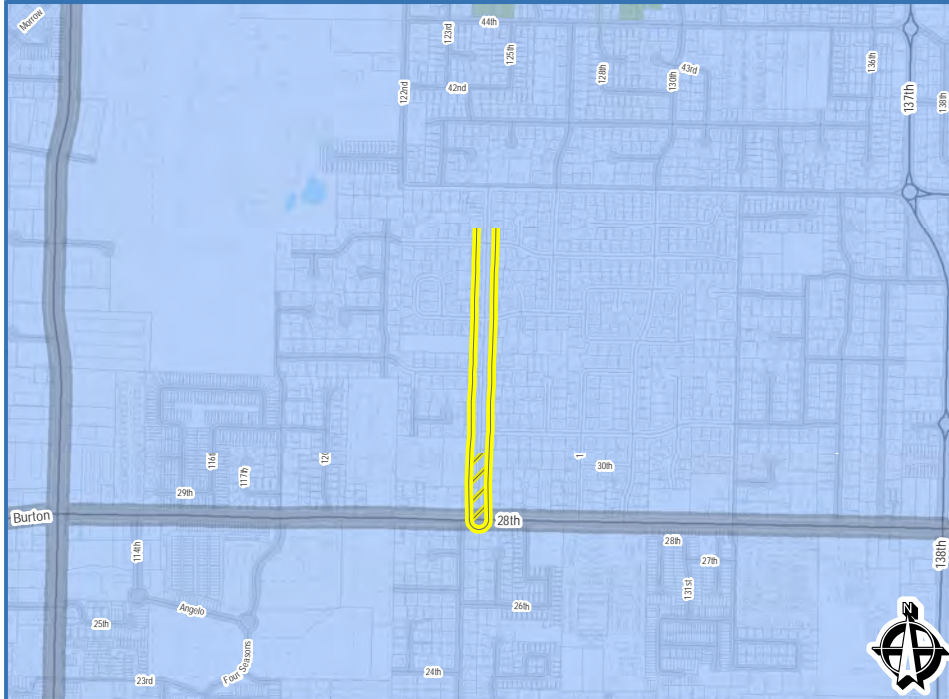 Morrow
44th
123rd
125th
43rd
136th
128th
130th
42nd
122nd
137th
138th
116t
117th
12
1
30th
29th
Burton
28th
28th
114th
27th
138th
131st
Angelo
26th
25th
Four Seasons
24th
23rd
N